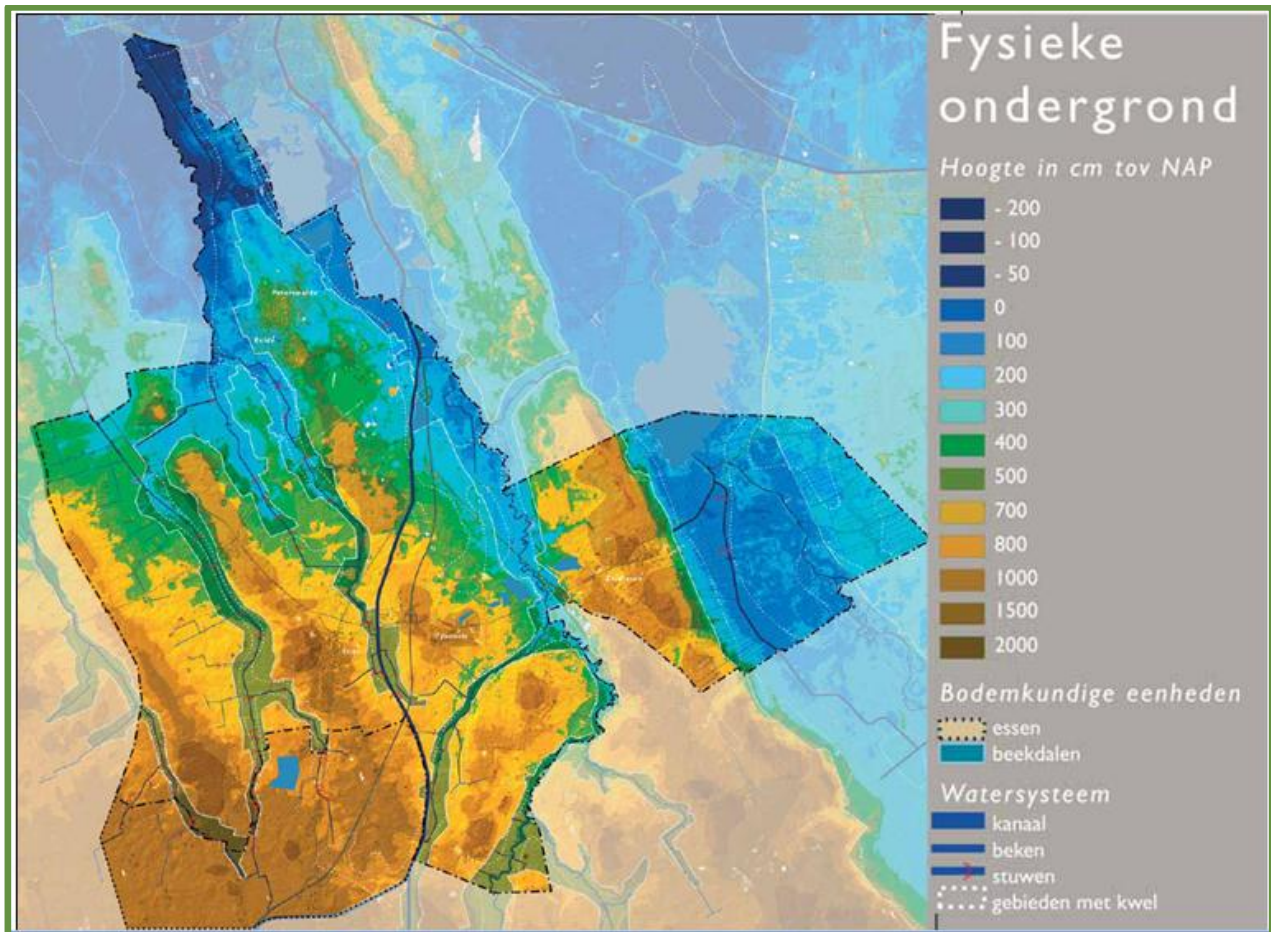 Fysieke
ondergrond
Hoogte in cm tov NAP
- 200
- 100
- 50
0
100
200
300
400
500
700
800
1000
1500
2000
Bodemkundige eenheden
essen
beekdalen
Watersysteem
kanaal
beken
stuwen
gebieden met kwel